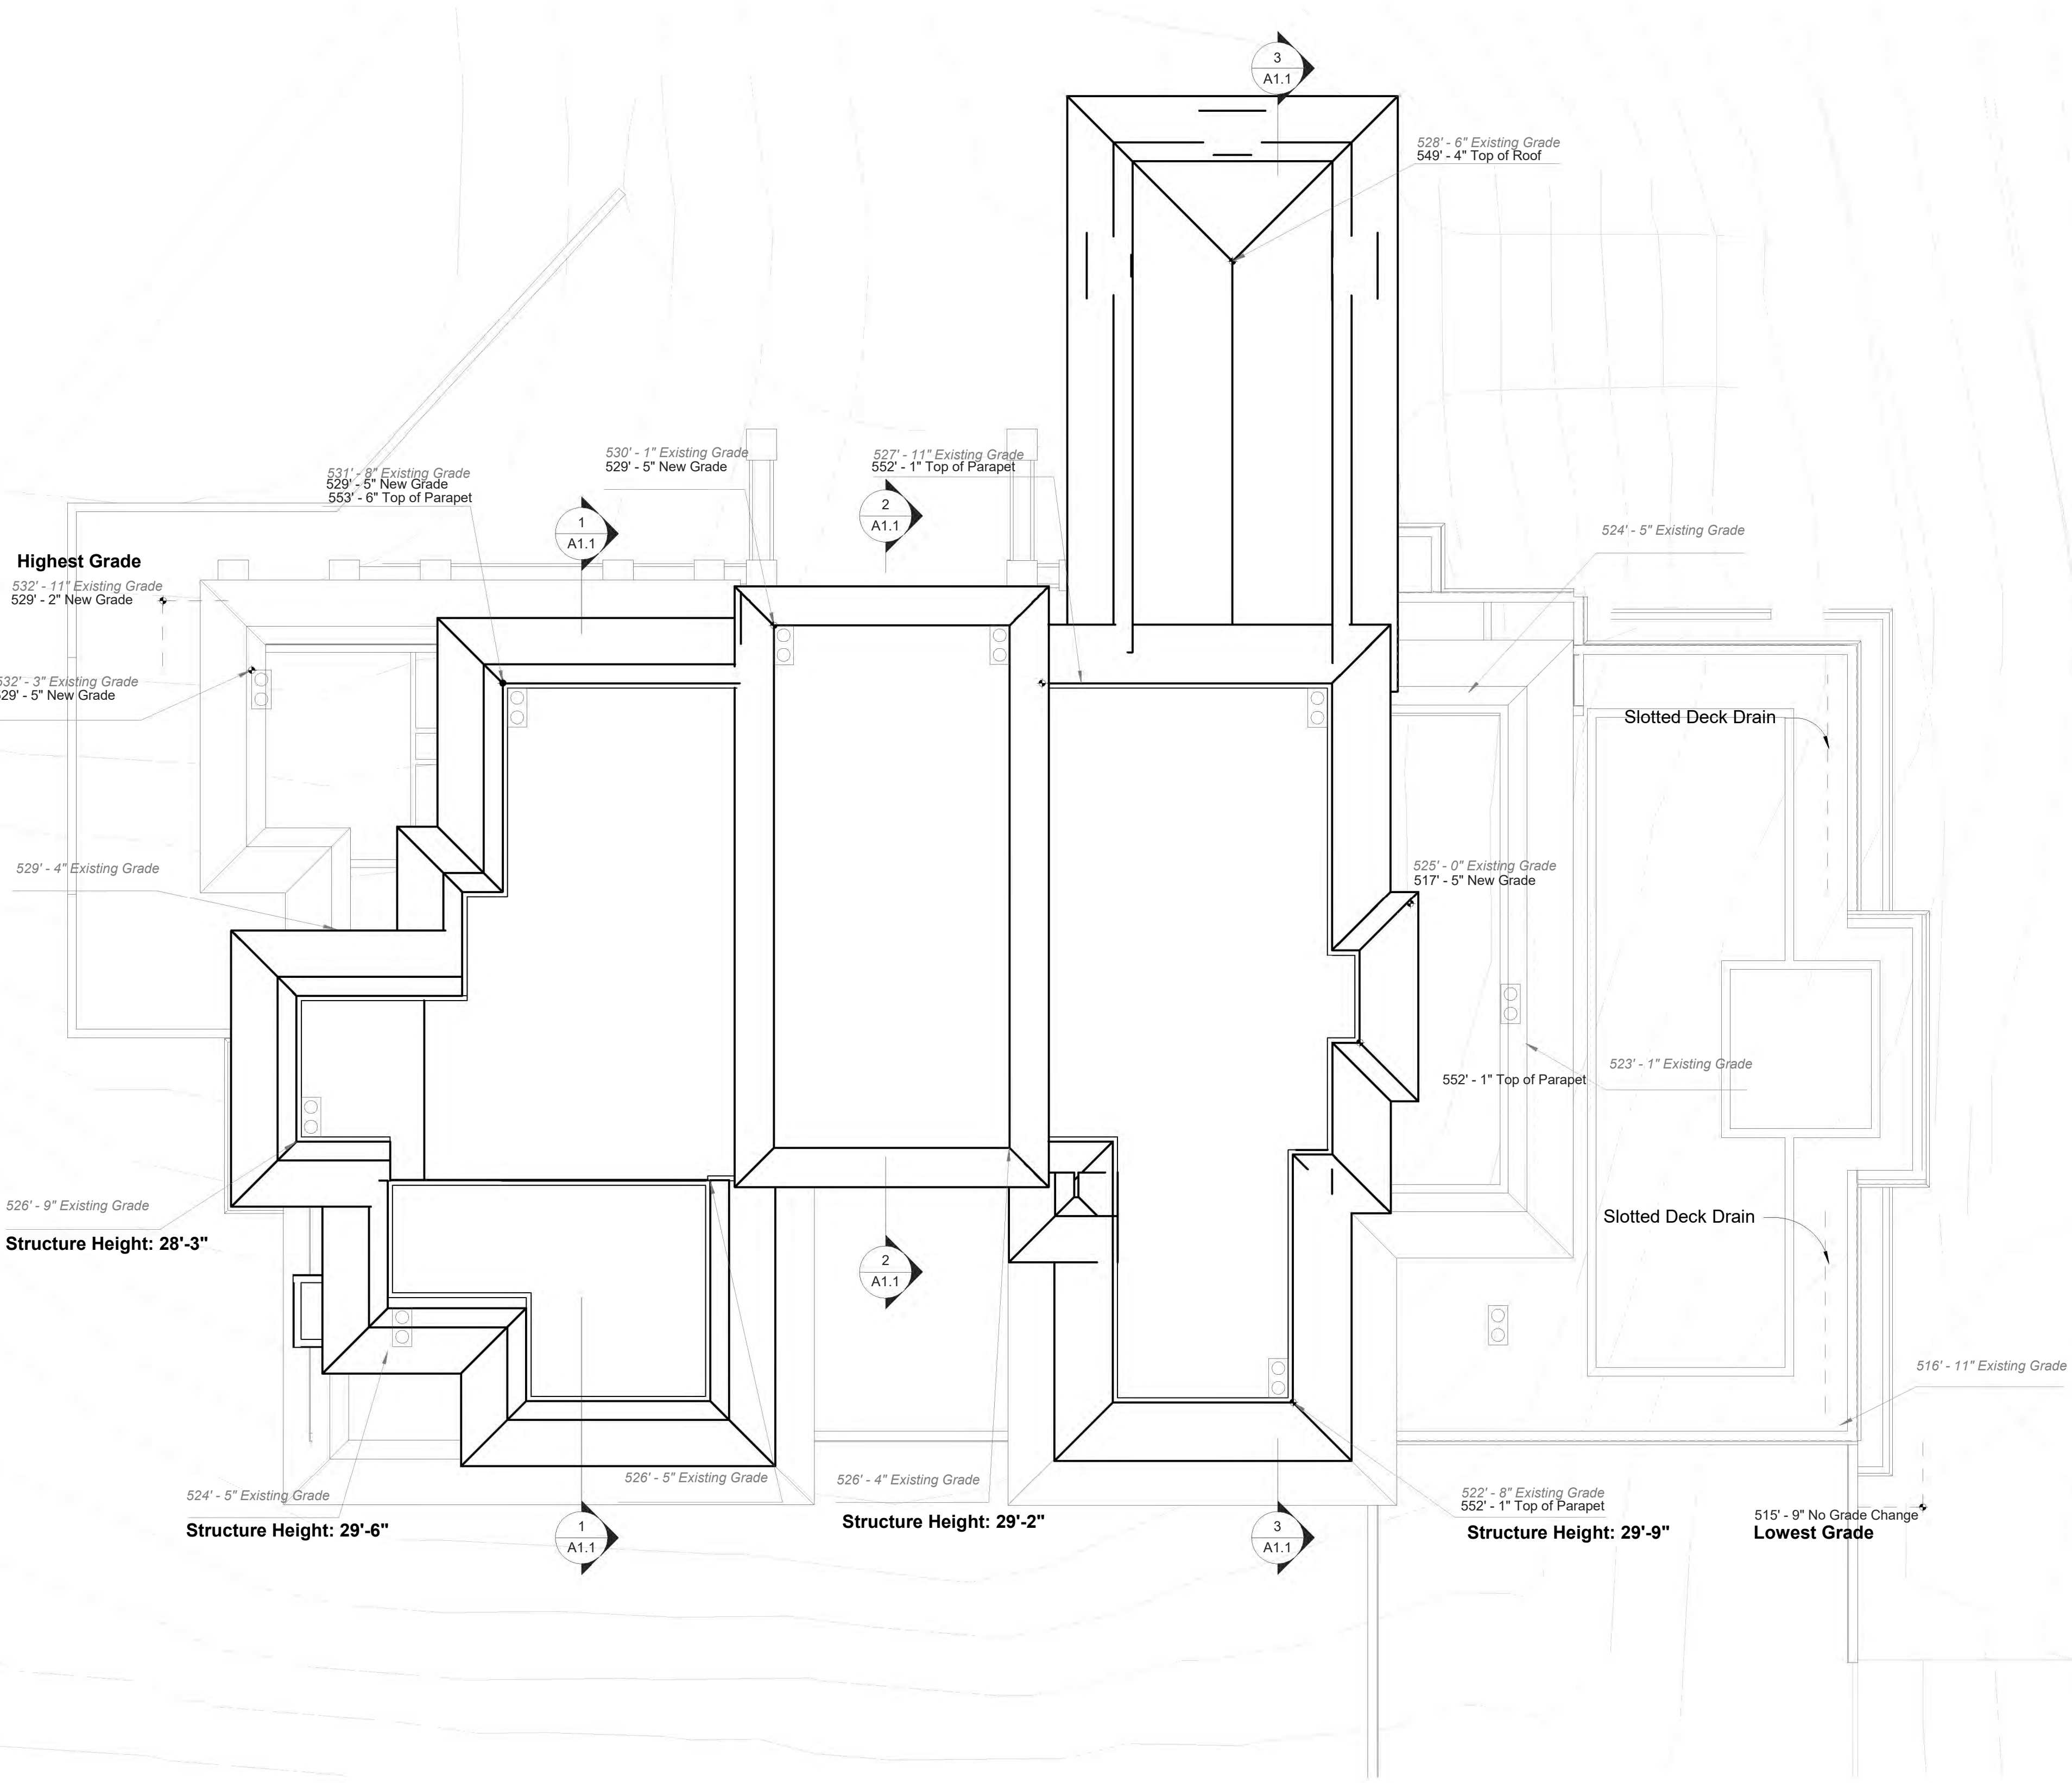 3
A1.1
528' - 6" Existing Grade
549' - 4" Top of Roof
530' - 1" Existing Grade
529' - 5" New Grade
527' - 11" Existing Grade
552' - 1" Top of Parapet
531' - 8" Existing Grade
529' - 5" New Grade
553' - 6" Top of Parapet
2
A1.1
1
A1.1
524' - 5" Existing Grade
Highest Grade
532' - 11" Existing Grade
529' - 2" New Grade
532' - 3" Existing Grade
529' - 5" New Grade
Slotted Deck Drain
529' - 4" Existing Grade
525' - 0" Existing Grade
517' - 5" New Grade
523' - 1" Existing Grade
552' - 1" Top of Parapet
526' - 9" Existing Grade
Structure Height: 28'-3"
Slotted Deck Drain
2
A1.1
516' - 11" Existing Grade
526' - 5" Existing Grade
526' - 4" Existing Grade
524' - 5" Existing Grade
522' - 8" Existing Grade
552' - 1" Top of Parapet
Structure Height: 29'-6"
Structure Height: 29'-2"
Structure Height: 29'-9"
515' - 9" No Grade Change
Lowest Grade
1
A1.1
3
A1.1